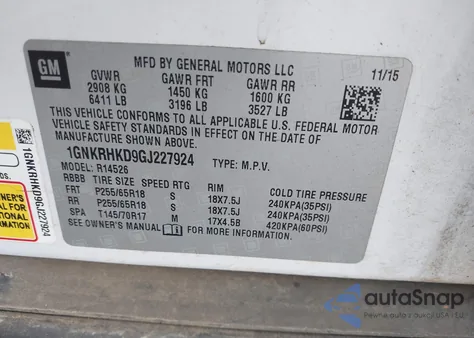 GM
MFD BY GENERAL MOTORS LLC
11/15
GVWR GAWR FRT GAWR RR
2908 KG 1450 KG 1600 KG
6411 LB 3196 LB 3527 LB
THIS VEHICLE CONFORMS TO ALL APPLICABLE U.S. FEDERAL MOTOR
VEHICLE SAFETY STANDARDS IN EFFECT ON THE DATE OF
MANUFACTURE SHOWN ABOVE.
1GNKRHKD9GJ227924 TYPE: M.P.V.
MODEL: R14526
RBBB TIRE SIZE SPEED RTG RIM COLD TIRE PRESSURE
FRT P255/65R18 S 18X7.5J 240KPA(35PSI)
RR P255/65R18 S 18X7.5J 240KPA(35PSI)
SPA T145/70R17 M 17X4.5B 420KPA(60PSI)
SEE OWNER'S MANUAL FOR MORE INFORMATION
1GNKRHKD9GJ227924
autoSnap